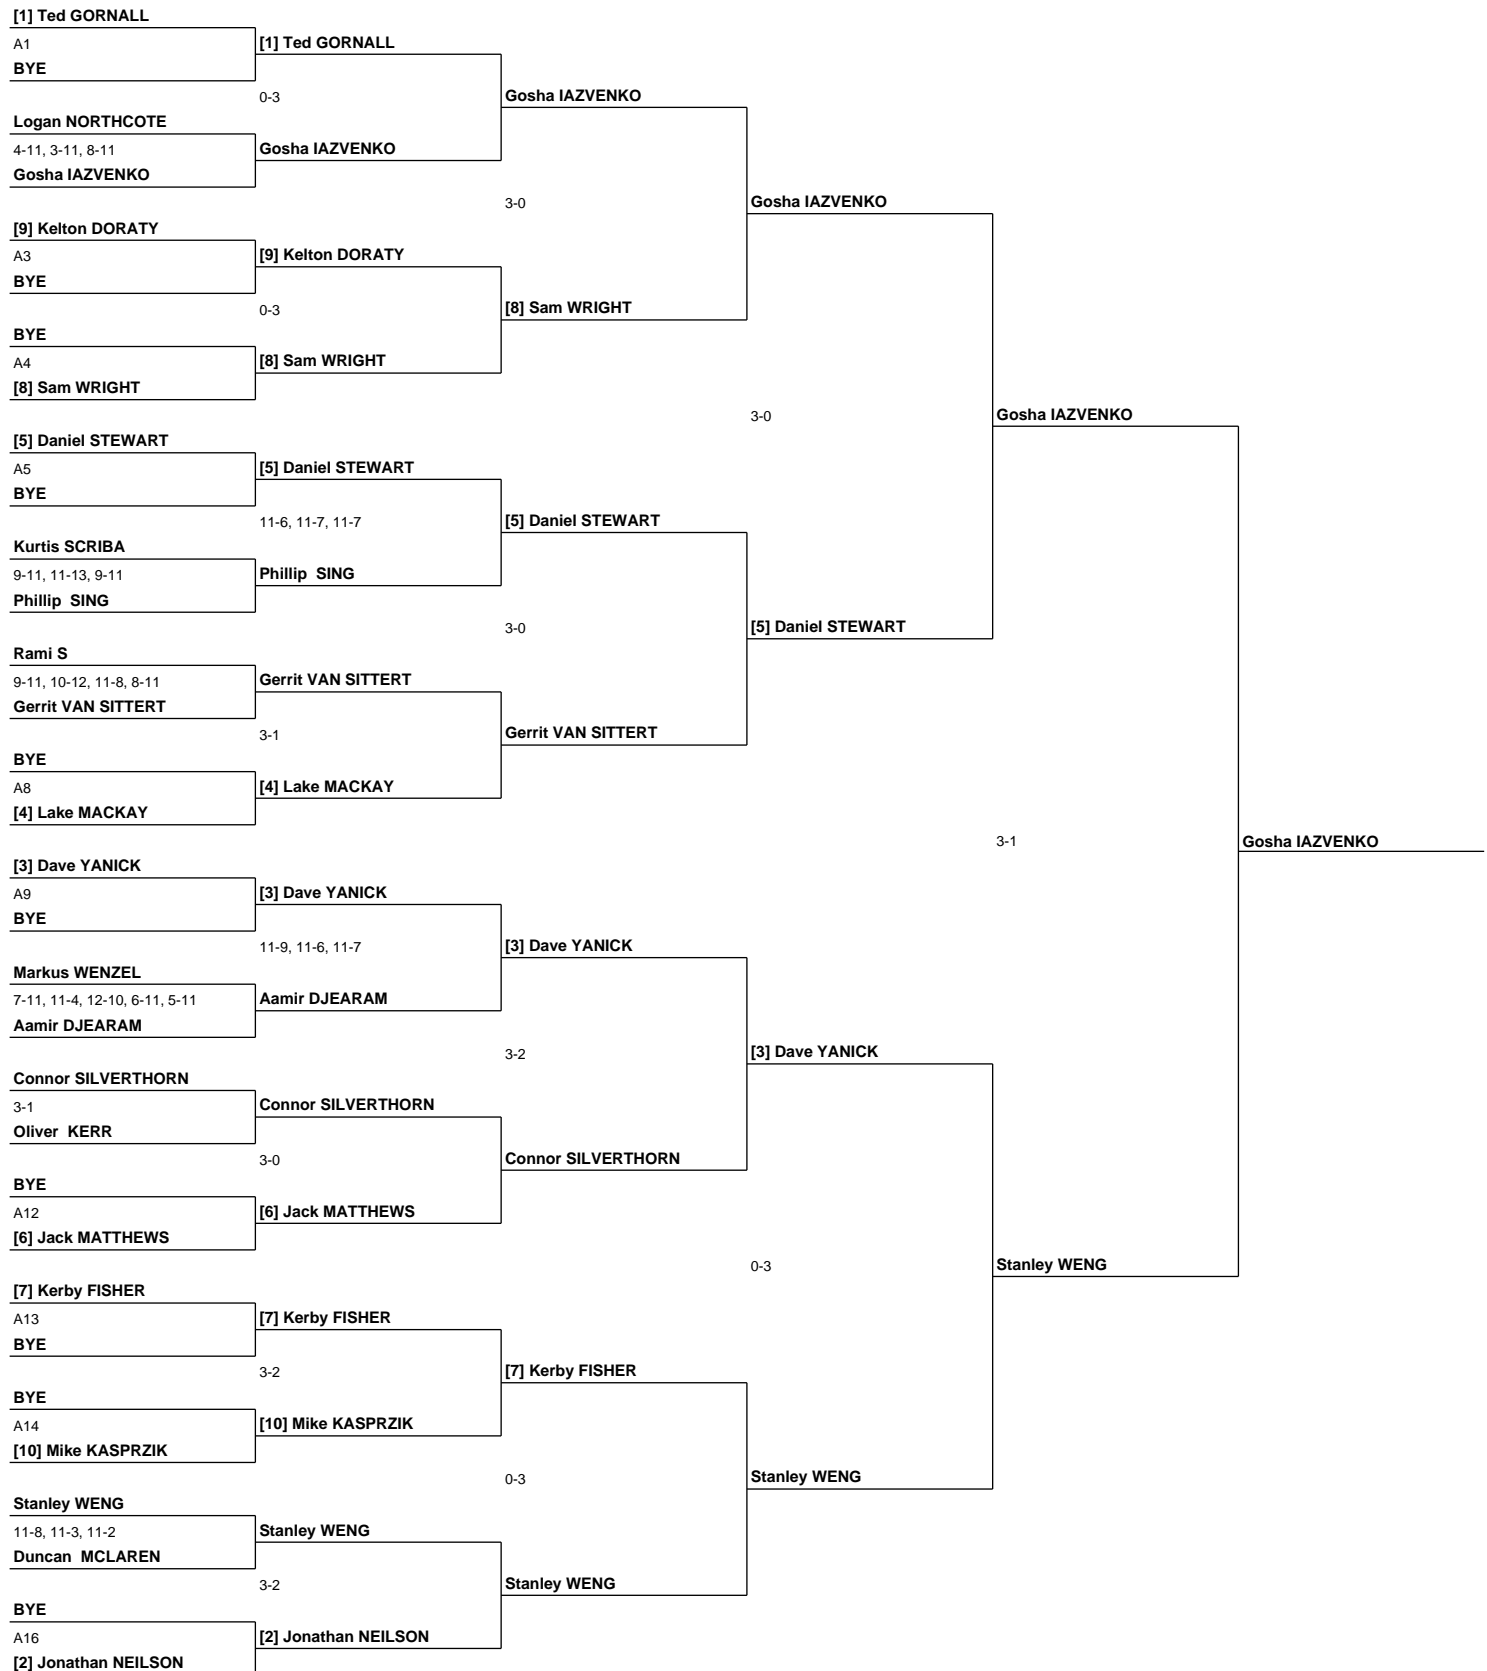 [1] Ted GORNALL
A1
BYE
[1] Ted GORNALL
0-3
Gosha IAZVENKO
Logan NORTHCOTE
4-11, 3-11, 8-11
Gosha IAZVENKO
Gosha IAZVENKO
3-0
Gosha IAZVENKO
[9] Kelton DORATY
A3
BYE
[9] Kelton DORATY
0-3
[8] Sam WRIGHT
BYE
A4
[8] Sam WRIGHT
[8] Sam WRIGHT
3-0
Gosha IAZVENKO
[5] Daniel STEWART
A5
BYE
[5] Daniel STEWART
11-6, 11-7, 11-7
[5] Daniel STEWART
Kurtis SCRIBA
9-11, 11-13, 9-11
Phillip  SING
Phillip  SING
3-0
[5] Daniel STEWART
Rami S
9-11, 10-12, 11-8, 8-11
Gerrit VAN SITTERT
Gerrit VAN SITTERT
3-1
Gerrit VAN SITTERT
BYE
A8
[4] Lake MACKAY
[4] Lake MACKAY
3-1
Gosha IAZVENKO
[3] Dave YANICK
A9
BYE
[3] Dave YANICK
11-9, 11-6, 11-7
[3] Dave YANICK
Markus WENZEL
7-11, 11-4, 12-10, 6-11, 5-11
Aamir DJEARAM
Aamir DJEARAM
3-2
[3] Dave YANICK
Connor SILVERTHORN
3-1
Oliver  KERR
Connor SILVERTHORN
3-0
Connor SILVERTHORN
BYE
A12
[6] Jack MATTHEWS
[6] Jack MATTHEWS
0-3
Stanley WENG
[7] Kerby FISHER
A13
BYE
[7] Kerby FISHER
3-2
[7] Kerby FISHER
BYE
A14
[10] Mike KASPRZIK
[10] Mike KASPRZIK
0-3
Stanley WENG
Stanley WENG
11-8, 11-3, 11-2
Duncan  MCLAREN
Stanley WENG
3-2
Stanley WENG
BYE
A16
[2] Jonathan NEILSON
[2] Jonathan NEILSON